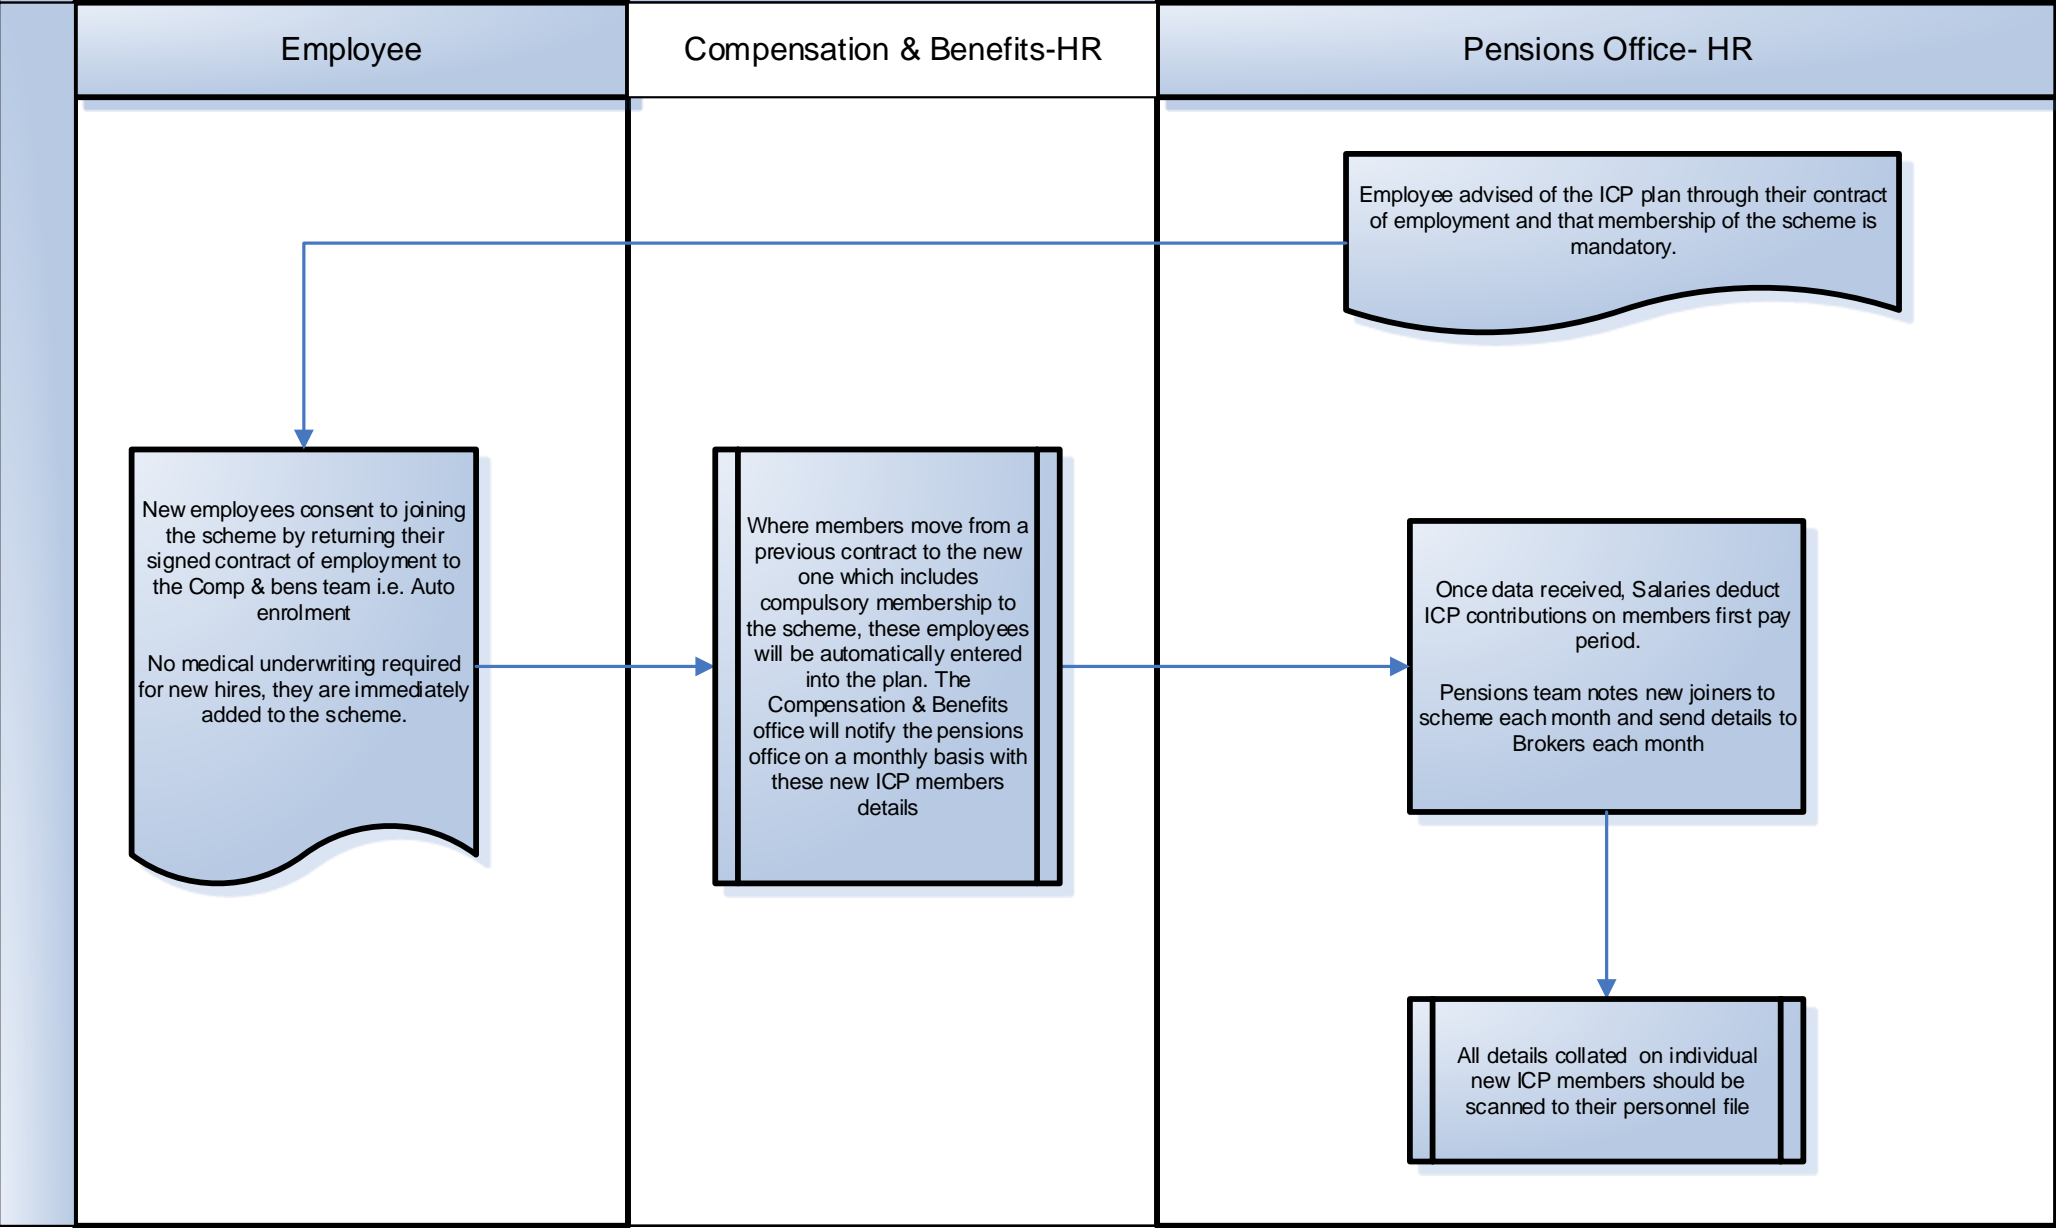 Employee
Compensation & Benefits-HR
Pensions Office- HR
Employee advised of the ICP plan through their contract
of employment and that membership of the scheme is
mandatory.
New employees consent to joining
the scheme by returning their
signed contract of employment to
the Comp & bens team i.e. Auto
enrolment
No medical underwriting required
for new hires, they are immediately
added to the scheme.
Where members move from a
previous contract to the new
one which includes
compulsory membership to
the scheme, these employees
will be automatically entered
into the plan. The
Compensation & Benefits
office will notify the pensions
office on a monthly basis with
these new ICP members
details
Once data received, Salaries deduct
ICP contributions on members first pay
period.
Pensions team notes new joiners to
scheme each month and send details to
Brokers each month
All details collated  on individual
new ICP members should be
scanned to their personnel file